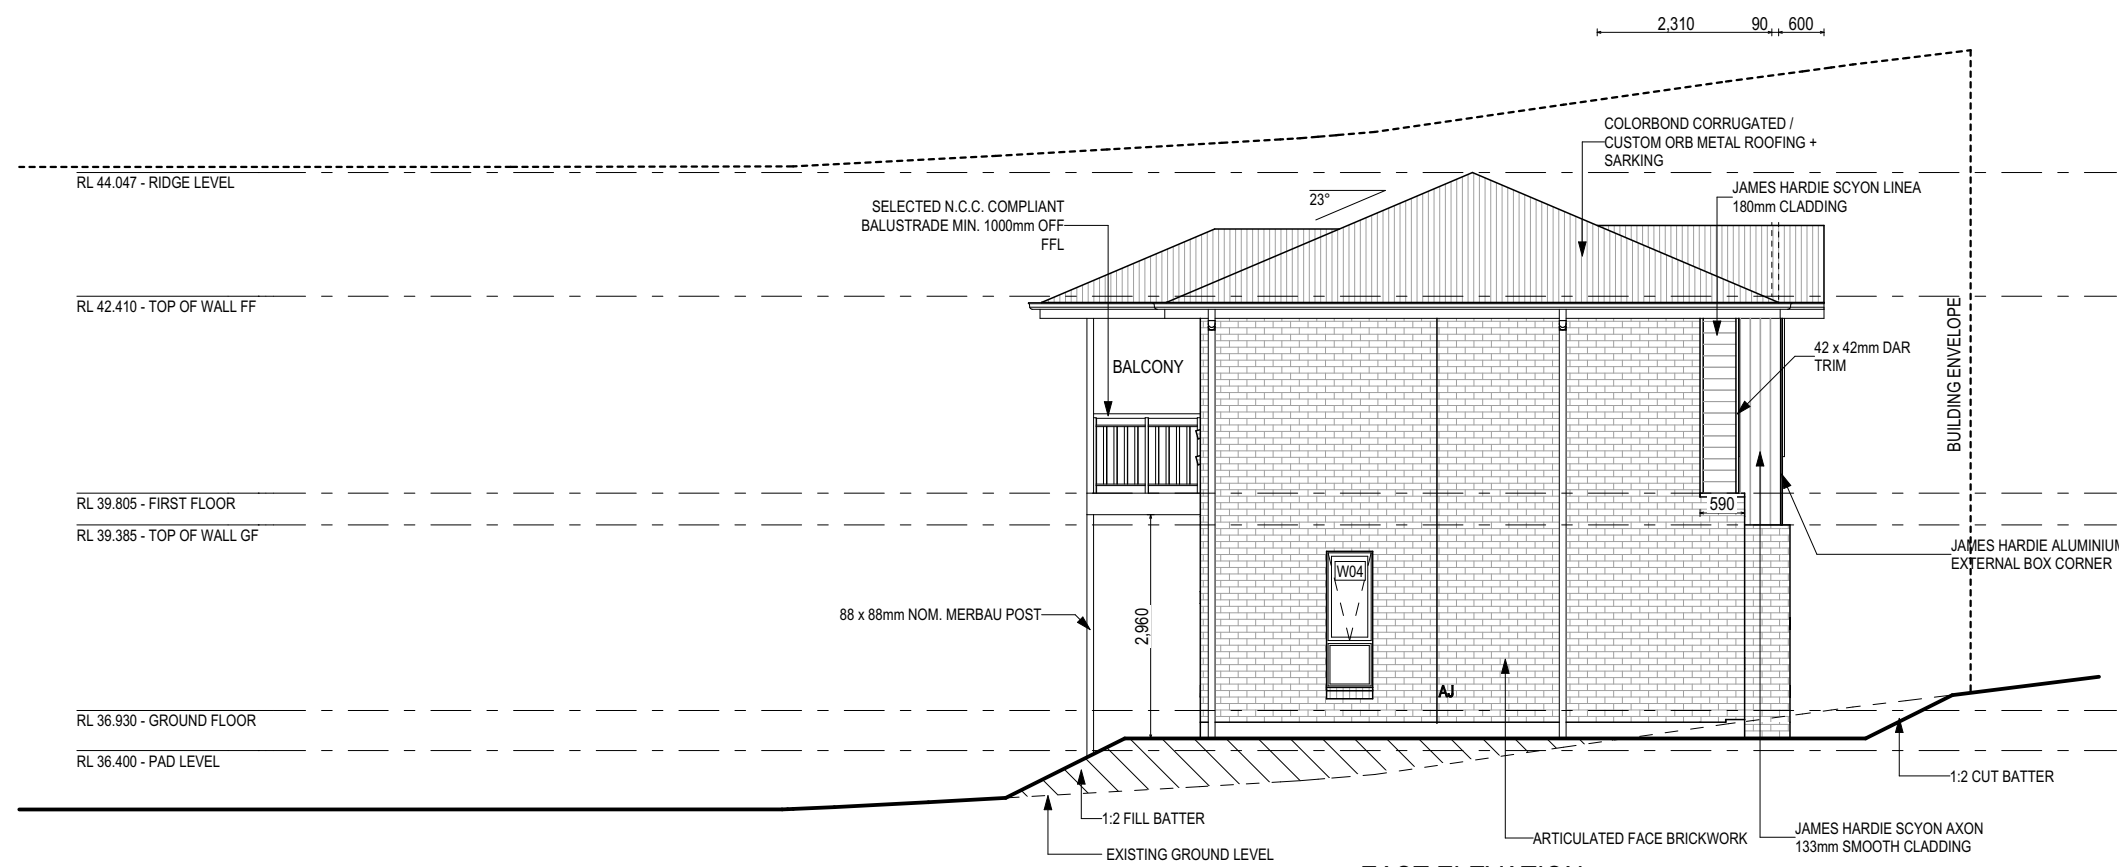 2,310 90 600
COLORBOND CORRUGATED /
CUSTOM ORB METAL ROOFING +
SARKING
RL 44.047 - RIDGE LEVEL
JAMES HARDIE SCYON LINEA
180mm CLADDING
23°
SELECTED N.C.C. COMPLIANT
BALUSTRADE MIN. 1000mm OFF
FFL
RL 42.410 - TOP OF WALL FF
BUILDING ENVELOPE
42 x 42mm DAR
TRIM
BALCONY
RL 39.805 - FIRST FLOOR
590
RL 39.385 - TOP OF WALL GF
JAMES HARDIE ALUMINIUM
EXTERNAL BOX CORNER
W04
88 x 88mm NOM. MERBAU POST
2,960
AJ
RL 36.930 - GROUND FLOOR
RL 36.400 - PAD LEVEL
1:2 CUT BATTER
1:2 FILL BATTER
ARTICULATED FACE BRICKWORK
JAMES HARDIE SCYON AXON
133mm SMOOTH CLADDING
EXISTING GROUND LEVEL